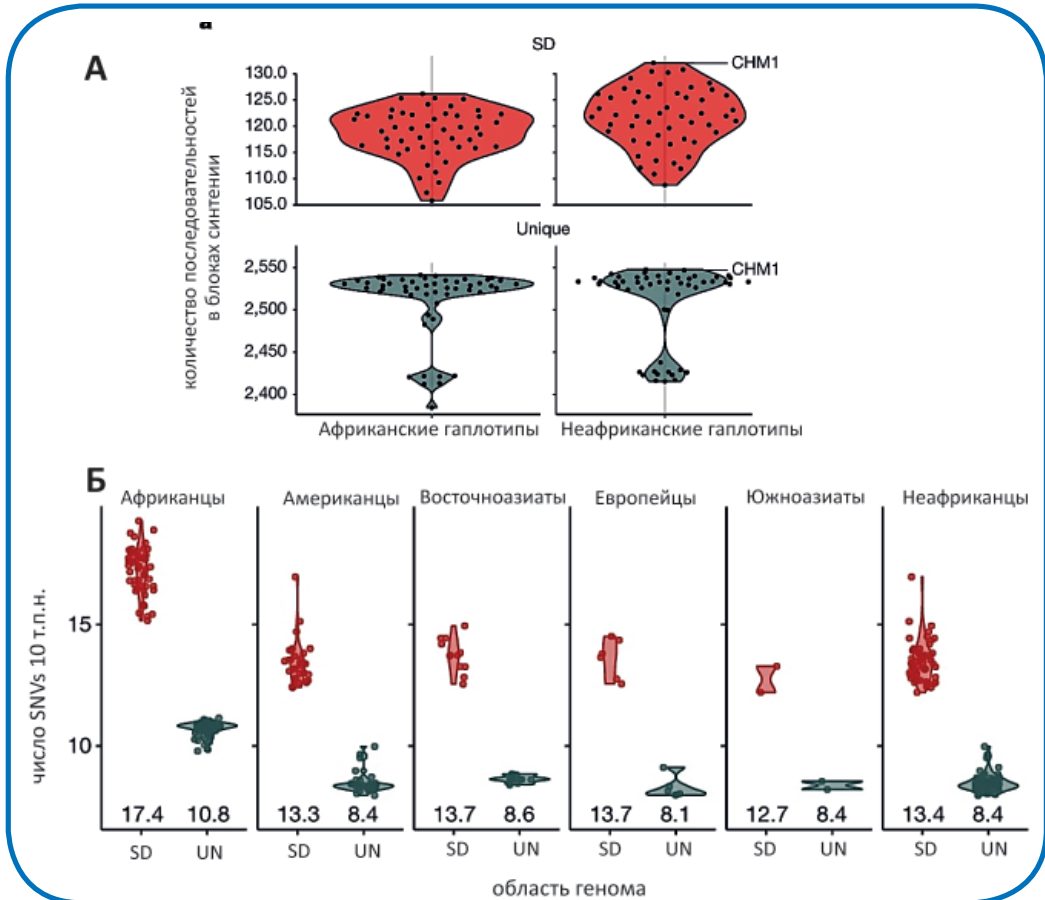 a
А
SD
количество последовательностей
в блоках синтении
130.0
125.0
120.0
115.0
110.0
105.0
CHM1
Unique
2,550
2,500
2,450
2,400
CHM1
Африканские гаплотипы
Неафриканские гаплотипы
Б
Африканцы
Американцы
Восточноазиаты
Европейцы
Южноазиаты
Неафриканцы
число SNVs 10 т.п.н.
15
10
17.4 10.8 13.3 8.4 13.7 8.6 13.7 8.1 12.7 8.4 13.4 8.4
SD UN SD UN SD UN SD UN SD UN SD UN
область генома